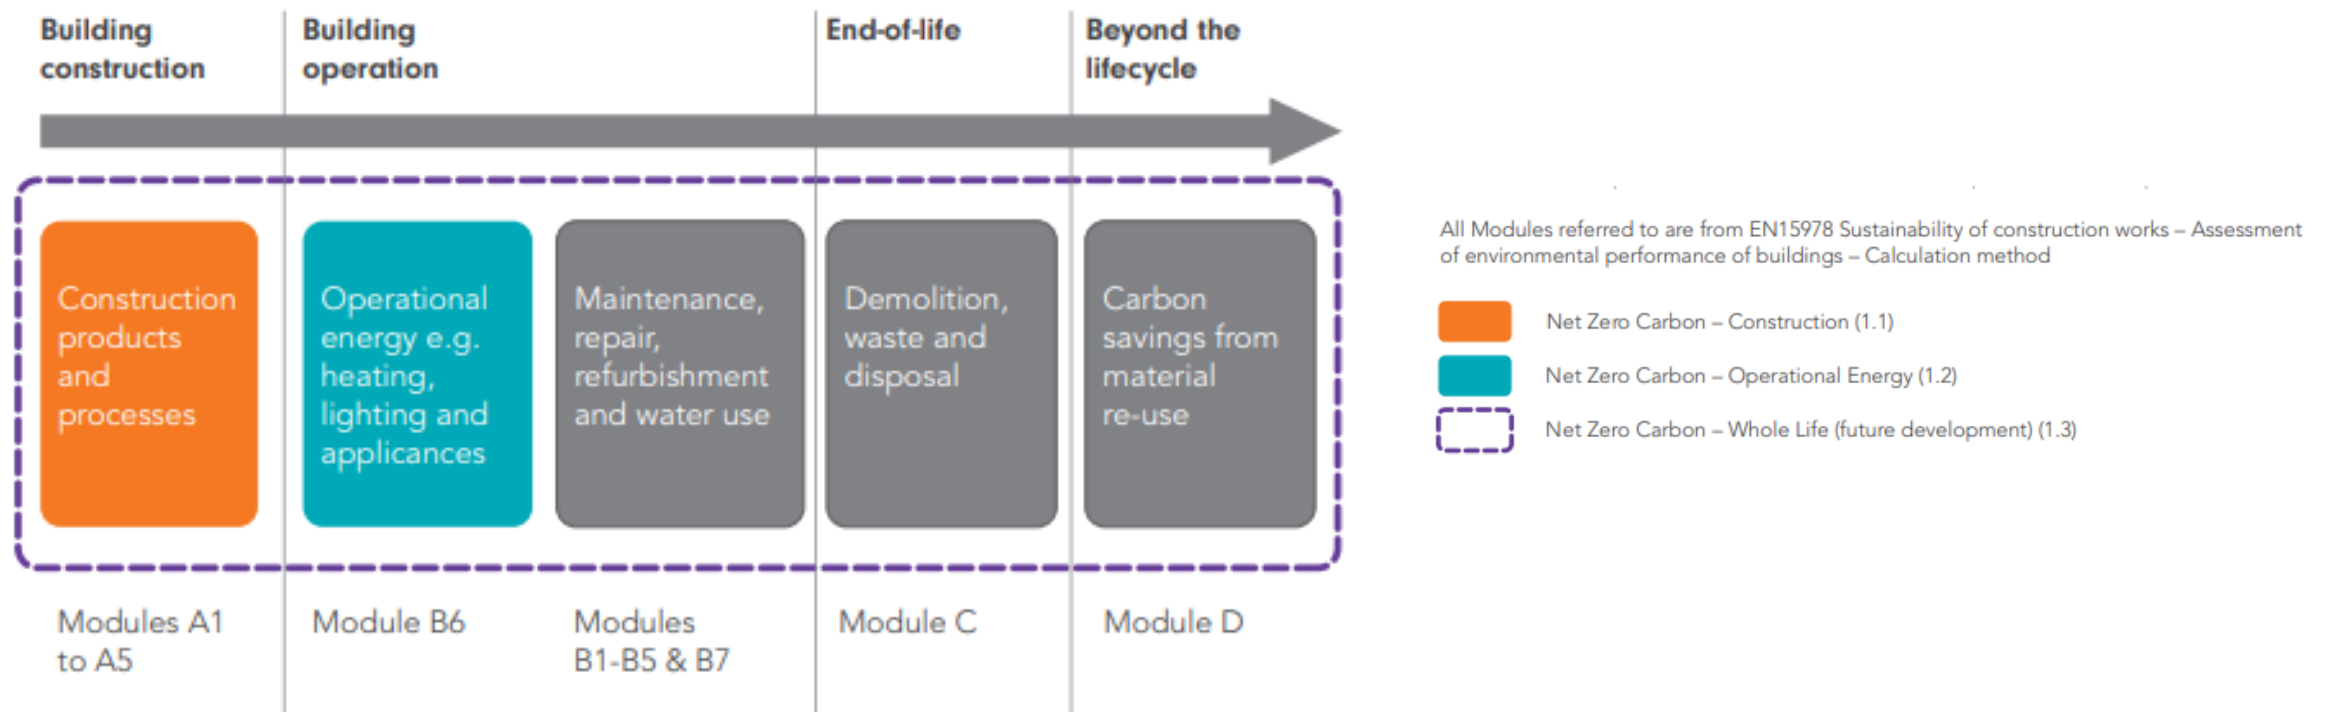 Building
construction
Building
operation
End-of-life
Beyond the
lifecycle
Construction
products
and
processes
Operational
energy e.g.
heating,
lighting and
applicances
Maintenance,
repair,
refurbishment
and water use
Demolition,
waste and
disposal
Carbon
savings from
material
re-use
Modules A1
to A5
Module B6
Modules
B1-B5 & B7
Module C
Module D
All Modules referred to are from EN15978 Sustainability of construction works – Assessment
of environmental performance of buildings – Calculation method
Net Zero Carbon – Construction (1.1)
Net Zero Carbon – Operational Energy (1.2)
Net Zero Carbon – Whole Life (future development) (1.3)